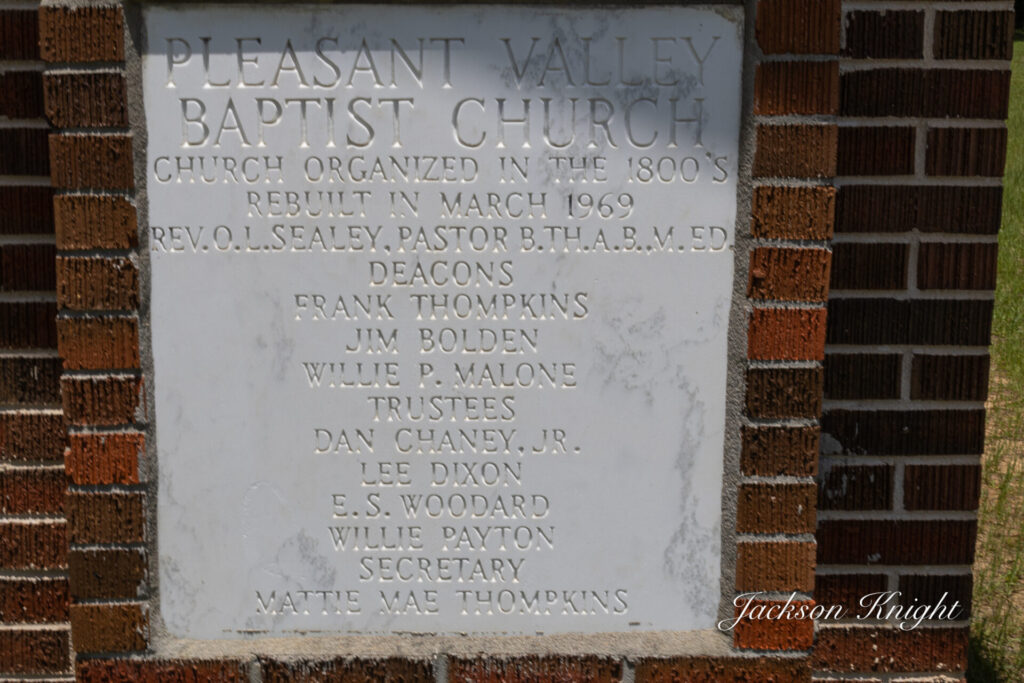 PLEASANT VALLEY
BAPTIST CHURCH
CHURCH ORGANIZED IN THE 1800'S
REBUILT IN MARCH 1969
REV. O. L. SEALEY, PASTOR B.TH. A.B., M. ED.
DEACONS
FRANK THOMPKINS
JIM BOLDEN
WILLIE P. MALONE
TRUSTEES
DAN CHANEY, JR.
LEE DIXON
E. S. WOODARD
WILLIE PAYTON
SECRETARY
MATTIE MAE THOMPKINS
Jackson Knight